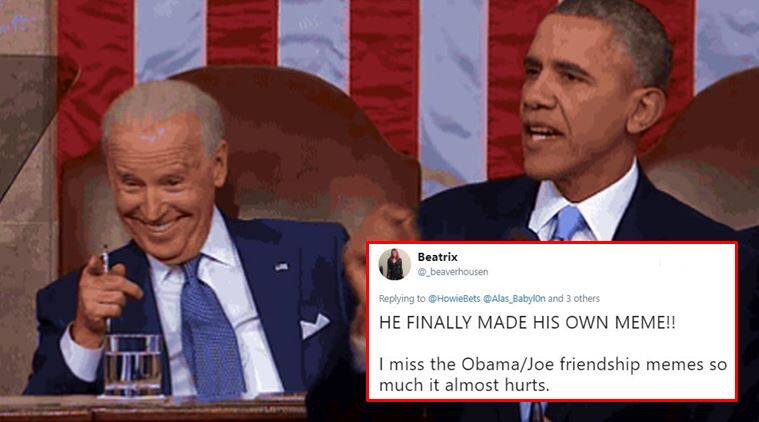 Beatrix
@_beaverhousen
Replying to @HowieBets @Alas_Babyl0n and 3 others
HE FINALLY MADE HIS OWN MEME!!
I miss the Obama/Joe friendship memes so
much it almost hurts.